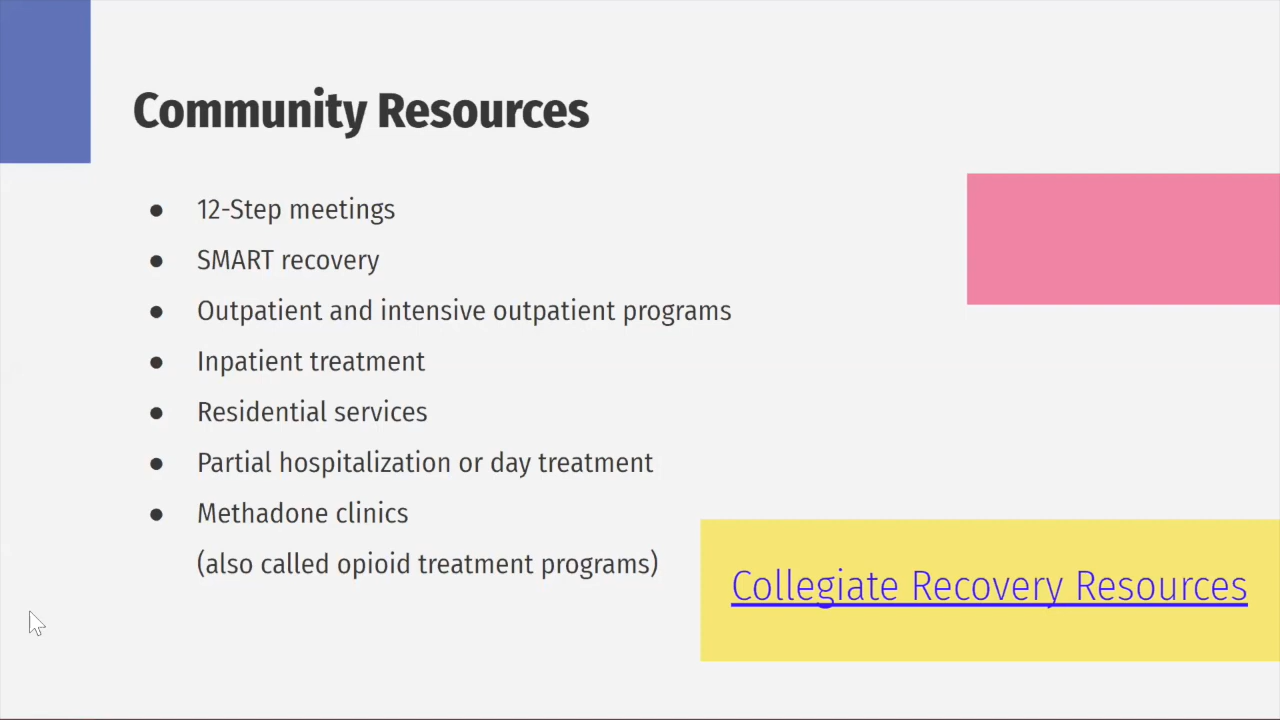 Community Resources
● 12-Step meetings
● SMART recovery
● Outpatient and intensive outpatient programs
● Inpatient treatment
● Residential services
● Partial hospitalization or day treatment
● Methadone clinics
(also called opioid treatment programs)
Collegiate Recovery Resources